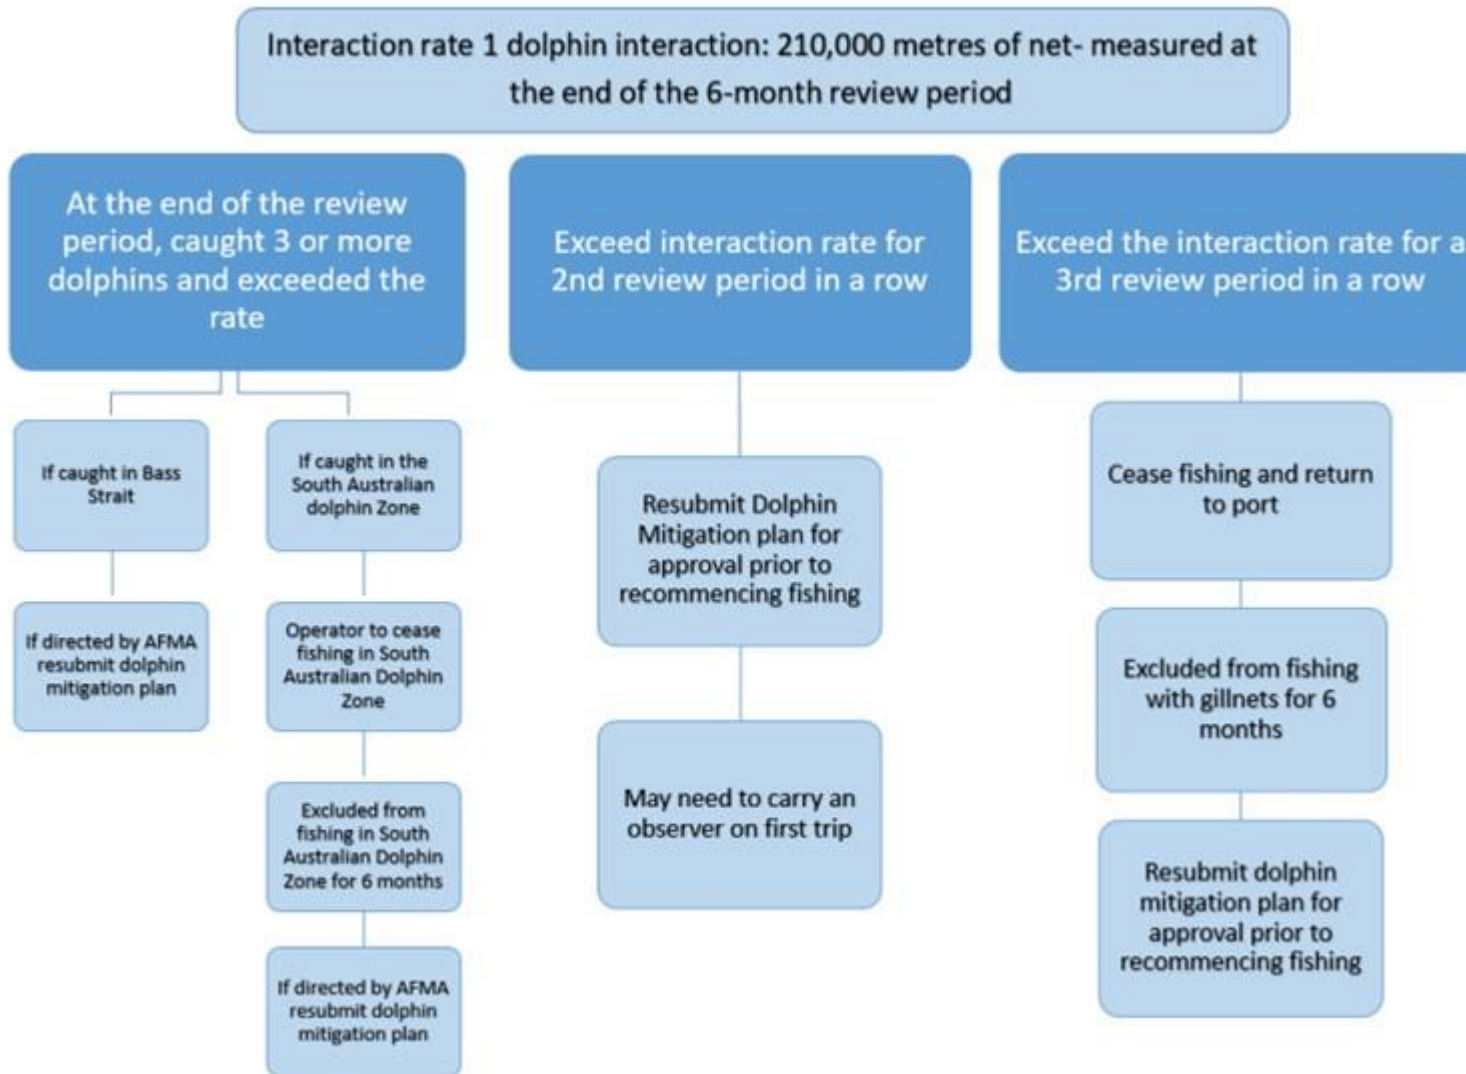 Interaction rate 1 dolphin interaction: 210,000 metres of net- measured at
the end of the 6-month review period
At the end of the review
period, caught 3 or more
dolphins and exceeded the
rate
If caught in Bass
Strait
If directed by AFMA
resubmit dolphin
mitigation plan
If caught in the
South Australian
dolphin Zone
Operator to cease
fishing in South
Australian Dolphin
Zone
Excluded from
fishing in South
Australian Dolphin
Zone for 6 months
If directed by AFMA
resubmit dolphin
mitigation plan
Exceed interaction rate for
2nd review period in a row
Resubmit Dolphin
Mitigation plan for
approval prior to
recommencing fishing
May need to carry an
observer on first trip
Exceed the interaction rate for a
3rd review period in a row
Cease fishing and return
to port
Excluded from fishing
with gillnets for 6
months
Resubmit dolphin
mitigation plan for
approval prior to
recommencing fishing